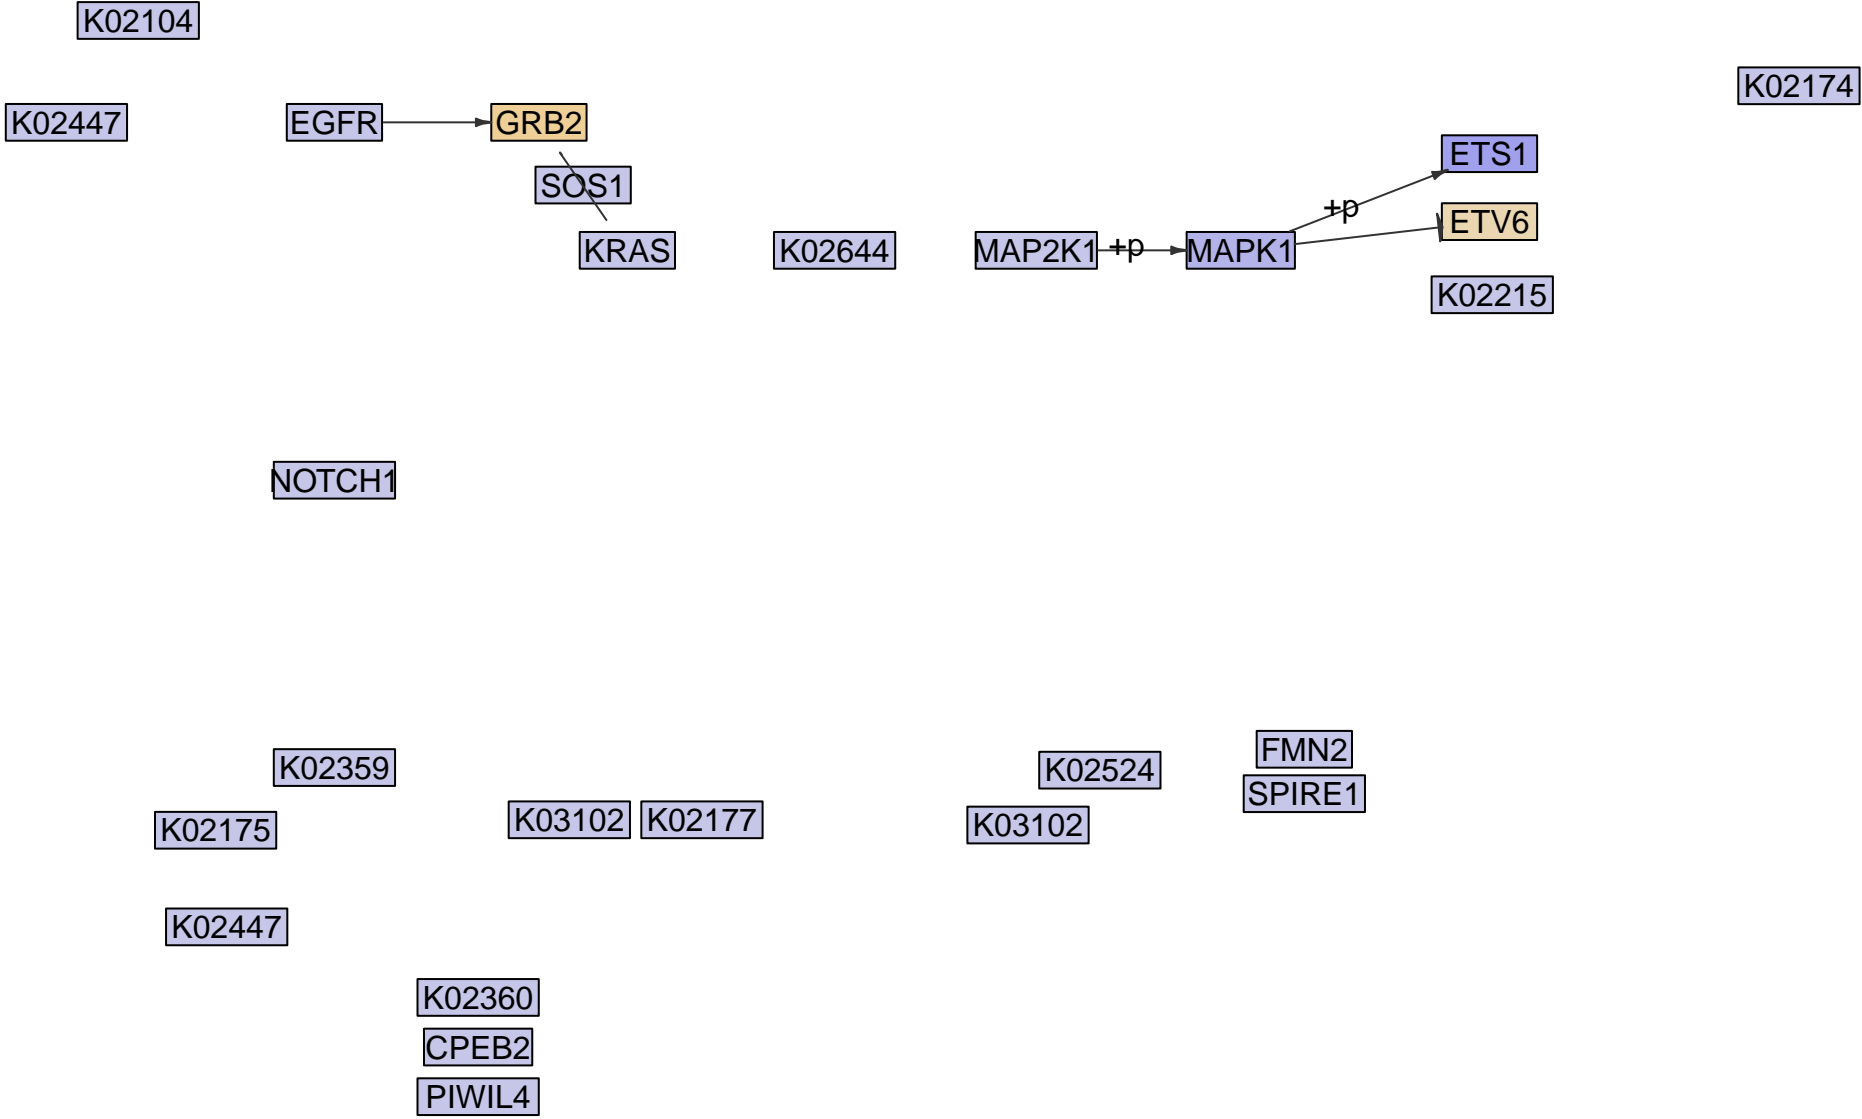 K02104
K02174
K02447
EGFR
GRB2
ETS1
SOS1
+p
ETV6
KRAS
K02644
MAP2K1
+p
MAPK1
K02215
NOTCH1
FMN2
K02359
K02524
SPIRE1
K03102
K02177
K03102
K02175
K02447
K02360
CPEB2
PIWIL4